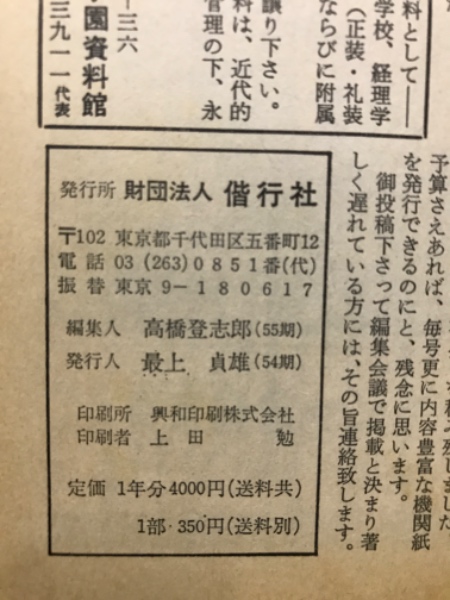 料として――
学校、経理学
（正装・礼装
ならびに附属
譲り下さい。
料は、近代的
管理の下、永
－三六
園資料館
三九一一代表
予算さえあれば、毎号更に内容豊富な機関紙
を発行できるのにと、残念に思います。
御投稿下さって編集会議で掲載と決まり著
しく遅れている方には、その旨連絡致します。
発行所 財団法人 偕行社
〒102 東京都千代田区五番町12
電話 03 (263) 0851番(代)
振替 東京 9－180617
編集人 高橋登志郎(55期)
発行人 最上 貞雄(54期)
印刷所 興和印刷株式会社
印刷者 上田 勉
定価 1年分4000円(送料共)
1部・350円(送料別)